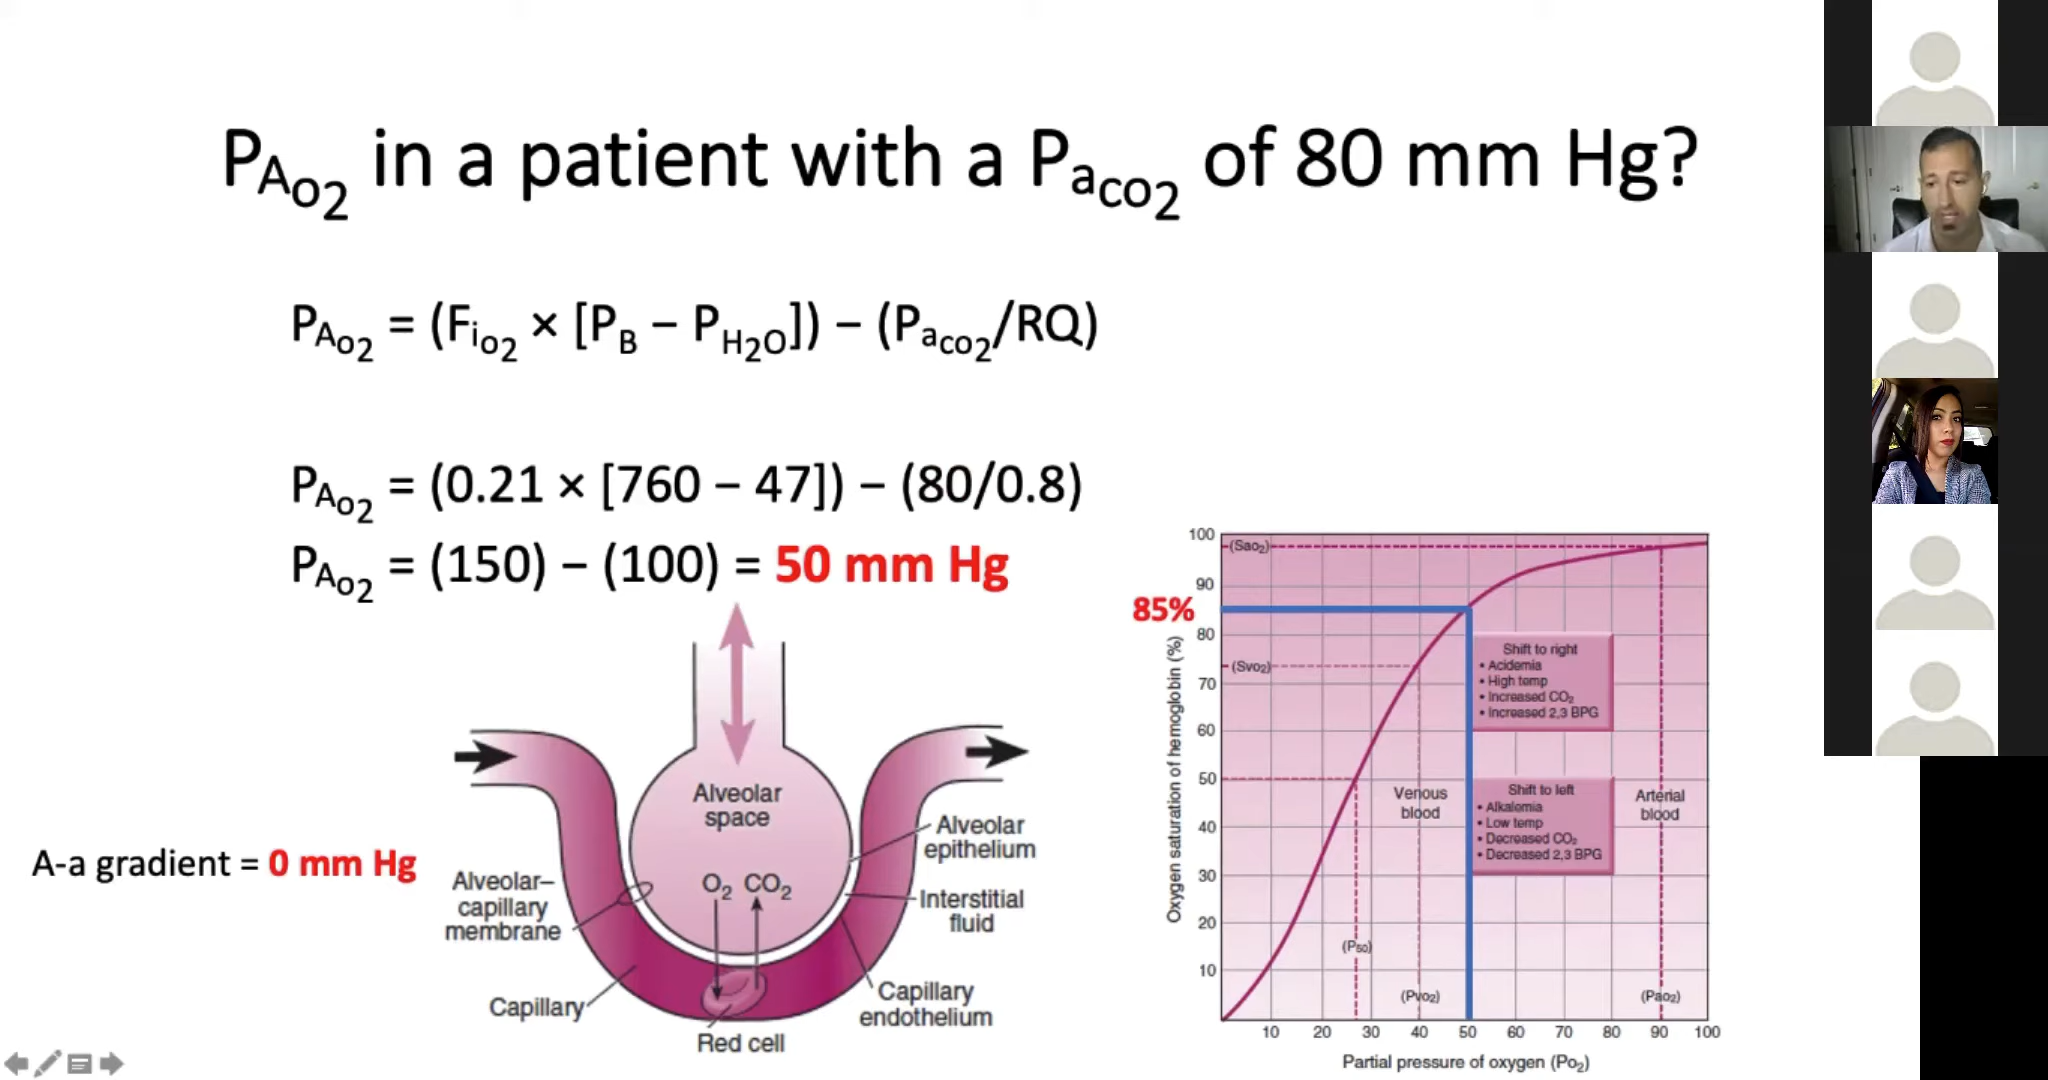 PAo2 in a patient with a Paco2 of 80 mm Hg?
PAo2 = (Fio2 × [PB − PH2O]) − (Paco2/RQ)
PAo2 = (0.21 × [760 − 47]) − (80/0.8)
PAo2 = (150) − (100) = 50 mm Hg
A-a gradient = 0 mm Hg
Alveolar
space
O2 CO2
Alveolar
epithelium
Interstitial
fluid
Alveolar–
capillary
membrane
Capillary
Red cell
Capillary
endothelium
85%
Oxygen saturation of hemoglobin (%)
100
90
80
70
60
50
40
30
20
10
(Sao2)
(Svo2)
Shift to right
• Acidemia
• High temp
• Increased CO2
• Increased 2,3 BPG
Shift to left
• Alkalemia
• Low temp
• Decreased CO2
• Decreased 2,3 BPG
Venous
blood
Arterial
blood
(P50)
(Pvo2)
(Pao2)
10 20 30 40 50 60 70 80 90 100
Partial pressure of oxygen (Po2)